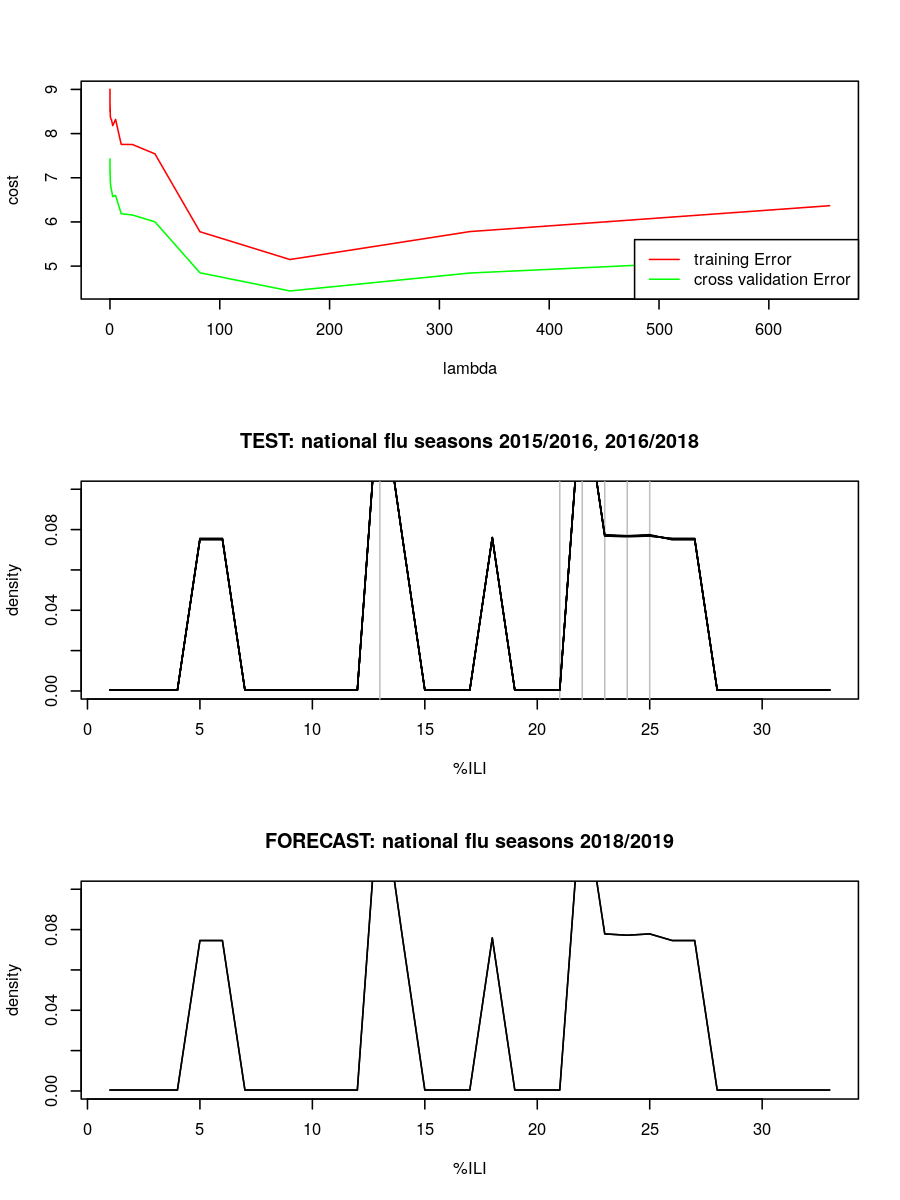 9
8
7
6
5
cost
training Error
cross validation Error
0 100 200 300 400 500 600
lambda
TEST: national flu seasons 2015/2016, 2016/2018
0.08
0.04
0.00
density
0 5 10 15 20 25 30
%ILI
FORECAST: national flu seasons 2018/2019
0.08
0.04
0.00
density
0 5 10 15 20 25 30
%ILI